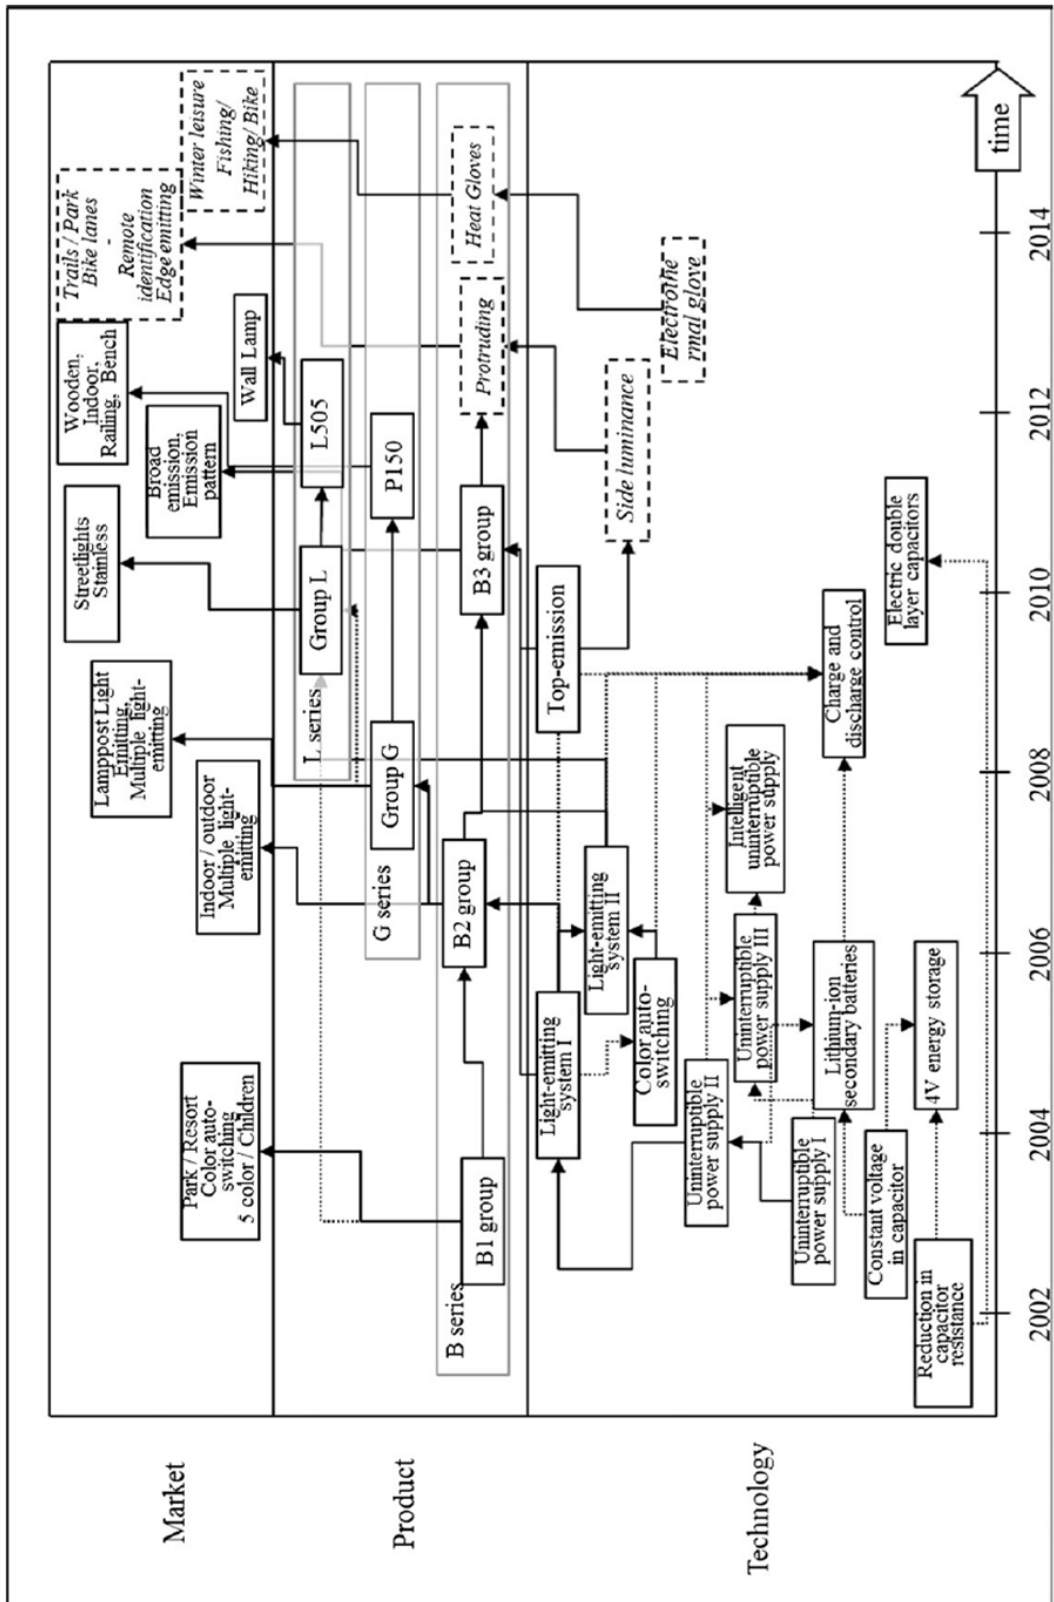 Market
Park / Resort
Color auto-
switching
5 color / Children
Indoor / outdoor
Multiple light-
emitting
Lamppost Light
Emitting,
Multiple light-
emitting
Streetlights
Stainless
Broad
emission,
Emission
pattern
Wooden,
Indoor,
Railing, Bench
Wall Lamp
Trails / Park
Bike lanes
-
Remote
identification
Edge emitting
Winter leisure
Fishing/
Hiking/ Bike
Product
L series
Group L
L505
G series
Group G
P150
B series
B1 group
B2 group
B3 group
Protruding
Heat Gloves
Technology
Light-emitting
system I
Top-emission
Light-emitting
system II
Color auto-
switching
Side luminance
Electrothe
rmal glove
Uninterruptible
power supply II
Uninterruptible
power supply III
Intelligent
uninterruptible
power supply
Uninterruptible
power supply I
Lithium-ion
secondary batteries
Charge and
discharge control
Constant voltage
in capacitor
Electric double
layer capacitors
Reduction in
capacitor
resistance
4V energy storage
2002
2004
2006
2008
2010
2012
2014
time